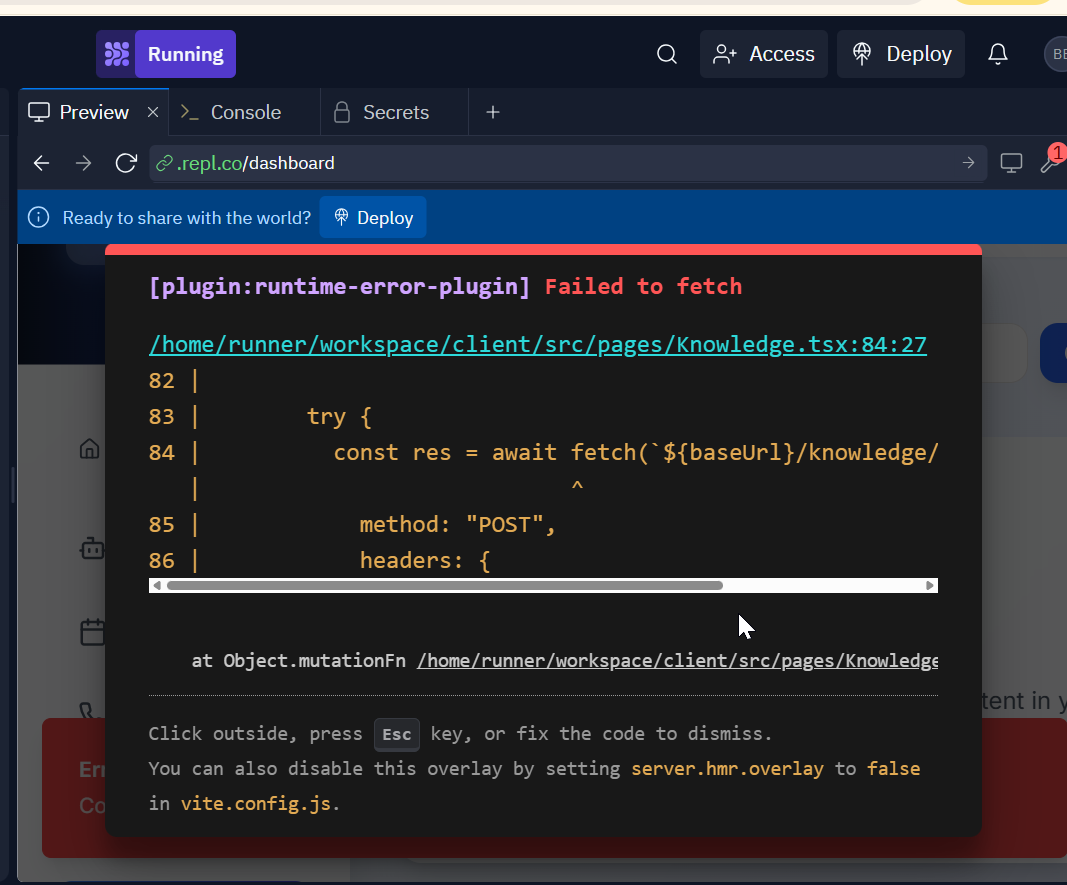 Running
Access
Deploy
BE
Preview
Console
Secrets
1
.repl.co/dashboard
Ready to share with the world?
Deploy
[plugin:runtime-error-plugin] Failed to fetch
/home/runner/workspace/client/src/pages/Knowledge.tsx:84:27
82 |
83 |        try {
84 |          const res = await fetch(`${baseUrl}/knowledge/
|                            ^
85 |            method: "POST",
86 |            headers: {
at Object.mutationFn /home/runner/workspace/client/src/pages/Knowledge
tent in y
Click outside, press Esc key, or fix the code to dismiss.
Err
You can also disable this overlay by setting server.hmr.overlay to false
Co
in vite.config.js.